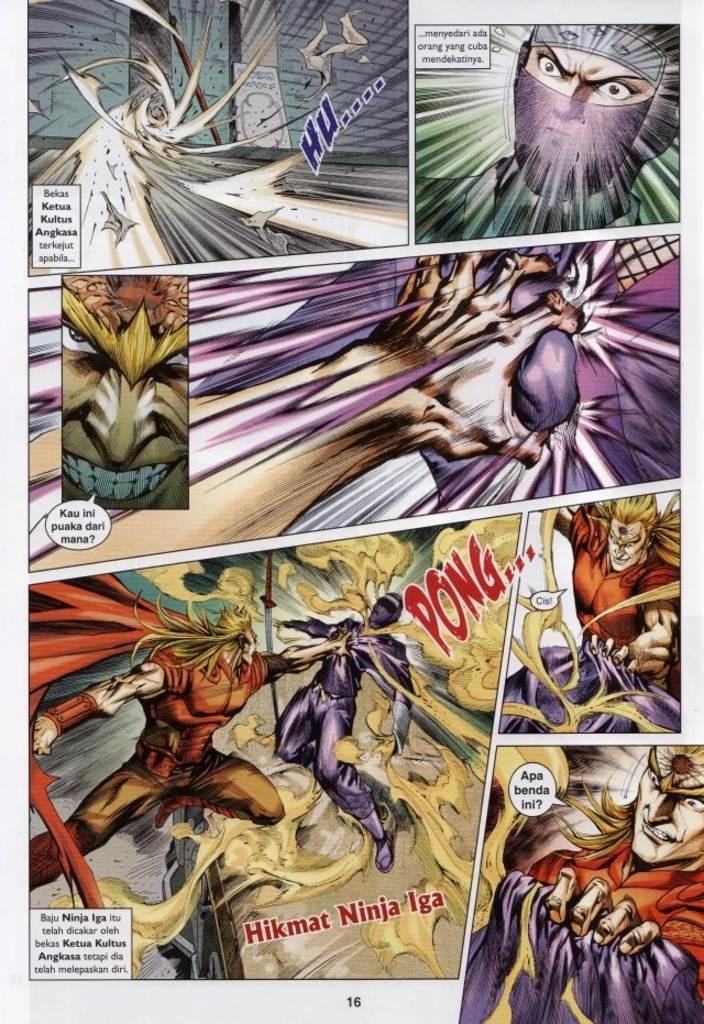 HU.....
Bekas
Ketua
Kultus
Angkasa
terkejut
apabila...
...menyedari ada
orang yang cuba
mendekatinya.
Kau ini
puaka dari
mana?
PONG...
Baju Ninja Iga itu
telah dicakar oleh
bekas Ketua Kultus
Angkasa tetapi dia
telah melepaskan diri.
Hikmat Ninja Iga
Cis!
Apa
benda
ini?
16